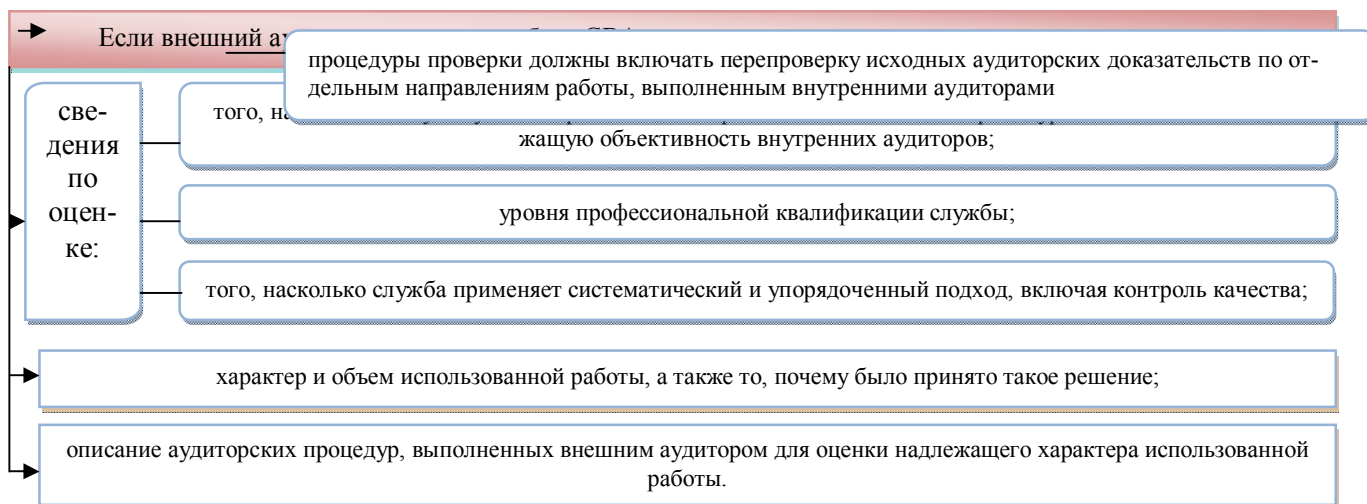 Если внешний
процедуры проверки должны включать перепроверку исходных аудиторских доказательств по от-
дельным направлениям работы, выполненным внутренними аудиторами
све-
дения
по
оцен-
ке:
того,
жащую объективность внутренних аудиторов;
уровня профессиональной квалификации службы;
того, насколько служба применяет систематический и упорядоченный подход, включая контроль качества;
характер и объем использованной работы, а также то, почему было принято такое решение;
описание аудиторских процедур, выполненных внешним аудитором для оценки надлежащего характера использованной
работы.